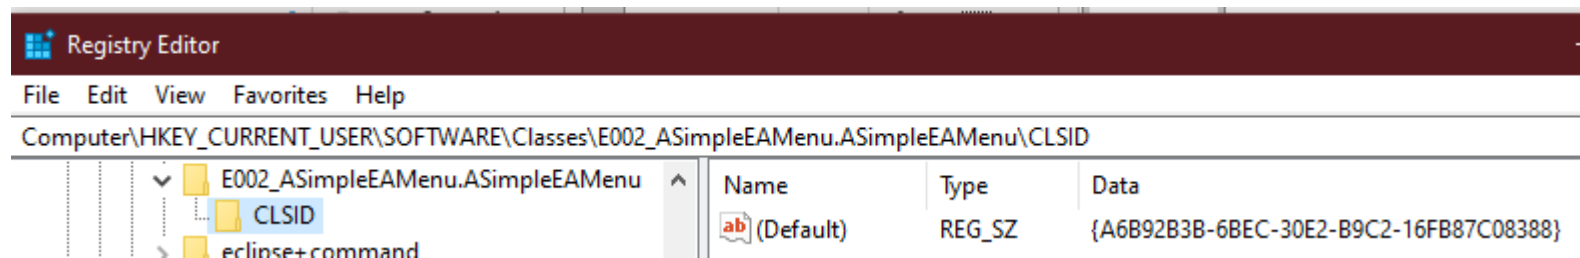 Registry Editor
File Edit View Favorites Help
Computer\HKEY_CURRENT_USER\SOFTWARE\Classes\E002_ASimpleEAMenu.ASimpleEAMenu\CLSID
E002_ASimpleEAMenu.ASimpleEAMenu
CLSID
eclipse+command
Name Type Data
ab (Default) REG_SZ {A6B92B3B-6BEC-30E2-B9C2-16FB87C08388}